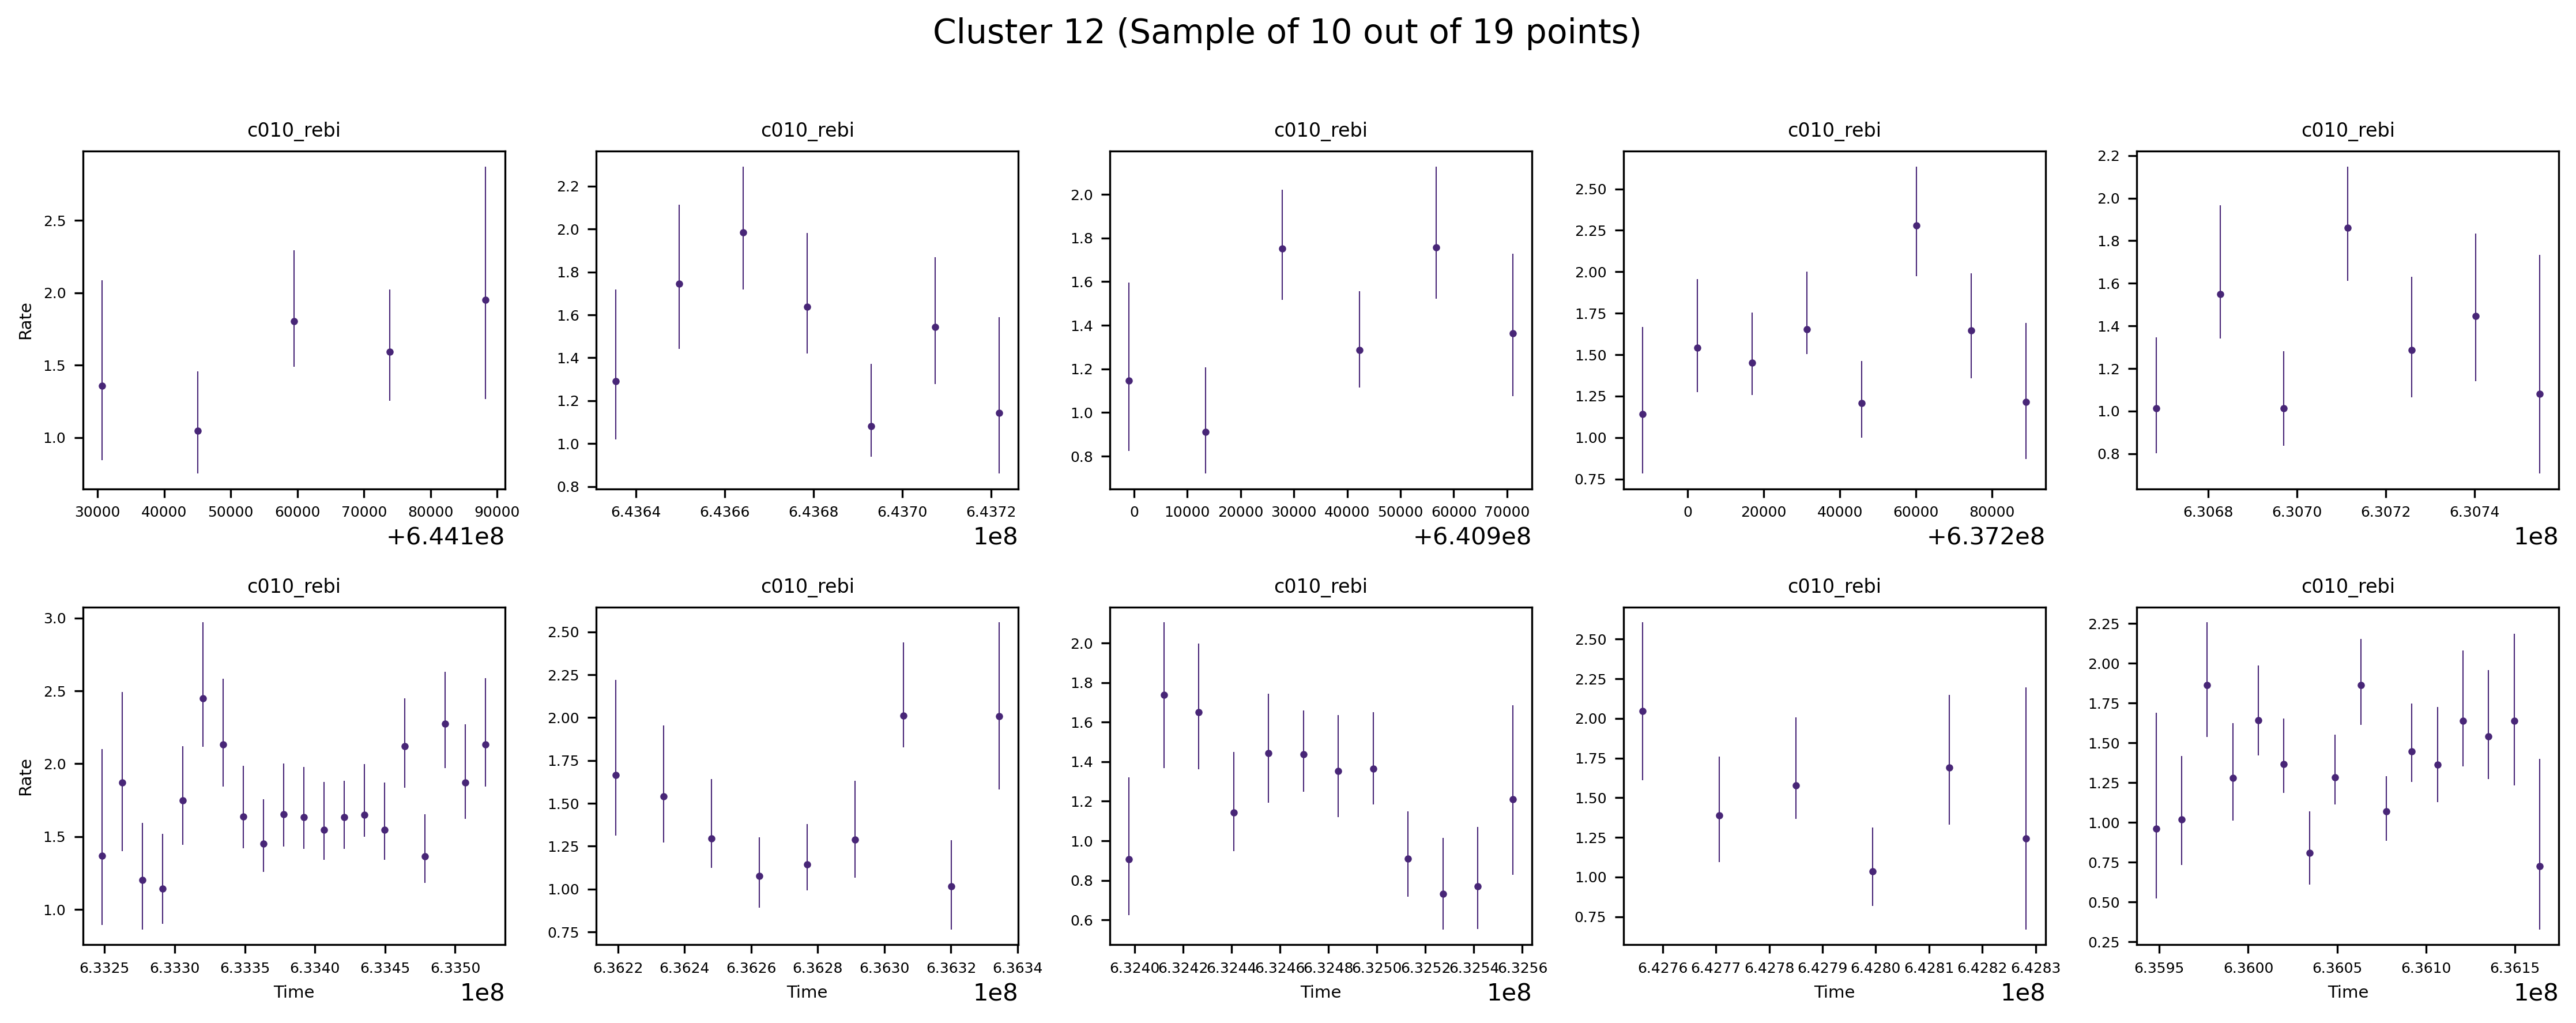 Cluster 12 (Sample of 10 out of 19 points)
c010_rebi c010_rebi c010_rebi c010_rebi c010_rebi
Rate
2.5
2.0
1.5
1.0
30000 40000 50000 60000 70000 80000 90000
+6.441e8
2.2
2.0
1.8
1.6
1.4
1.2
1.0
0.8
6.4364 6.4366 6.4368 6.4370 6.4372
1e8
2.0
1.8
1.6
1.4
1.2
1.0
0.8
0 10000 20000 30000 40000 50000 60000 70000
+6.409e8
2.50
2.25
2.00
1.75
1.50
1.25
1.00
0.75
0 20000 40000 60000 80000
+6.372e8
2.2
2.0
1.8
1.6
1.4
1.2
1.0
0.8
6.3068 6.3070 6.3072 6.3074
1e8
c010_rebi c010_rebi c010_rebi c010_rebi c010_rebi
Rate
3.0
2.5
2.0
1.5
1.0
6.3325 6.3330 6.3335 6.3340 6.3345 6.3350
Time
1e8
2.50
2.25
2.00
1.75
1.50
1.25
1.00
0.75
6.3622 6.3624 6.3626 6.3628 6.3630 6.3632 6.3634
Time
1e8
2.0
1.8
1.6
1.4
1.2
1.0
0.8
0.6
6.3240 6.3242 6.3244 6.3246 6.3248 6.3250 6.3252 6.3254 6.3256
Time
1e8
2.50
2.25
2.00
1.75
1.50
1.25
1.00
0.75
6.4276 6.4277 6.4278 6.4279 6.4280 6.4281 6.4282 6.4283
Time
1e8
2.25
2.00
1.75
1.50
1.25
1.00
0.75
0.50
0.25
6.3595 6.3600 6.3605 6.3610 6.3615
Time
1e8